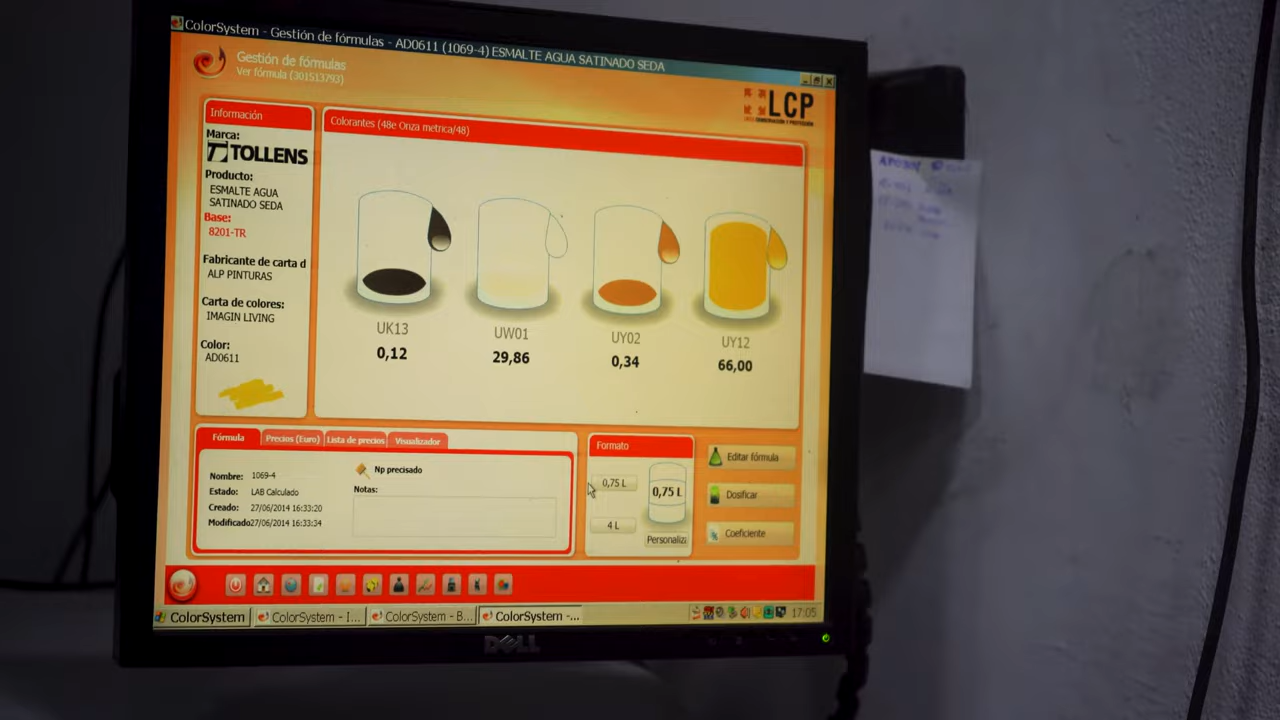 ColorSystem - Gestión de fórmulas - AD0611 (1069-4) ESMALTE AGUA SATINADO SEDA
Gestión de fórmulas
Ver fórmula (301513793)
LCP
Información
Marca:
TOLLENS
Producto:
ESMALTE AGUA
SATINADO SEDA
Base:
8201-TR
Fabricante de carta d
ALP PINTURAS
Carta de colores:
IMAGIN LIVING
Color:
AD0611
Colorantes (48e Onza metrica/48)
UK13
0,12
UW01
29,86
UY02
0,34
UY12
66,00
Fórmula
Precios (Euro)
Lista de precios
Visualizador
Nombre: 1069-4
Estado: LAB Calculado
Creado: 27/06/2014 16:33:20
Modificado 27/06/2014 16:33:34
Np precisado
Notas:
Formato
0,75 L
4 L
0,75 L
Personaliza
Editar fórmula
Dosificar
Coeficiente
ColorSystem
ColorSystem - I...
ColorSystem - B...
ColorSystem -...
17:05
DELL